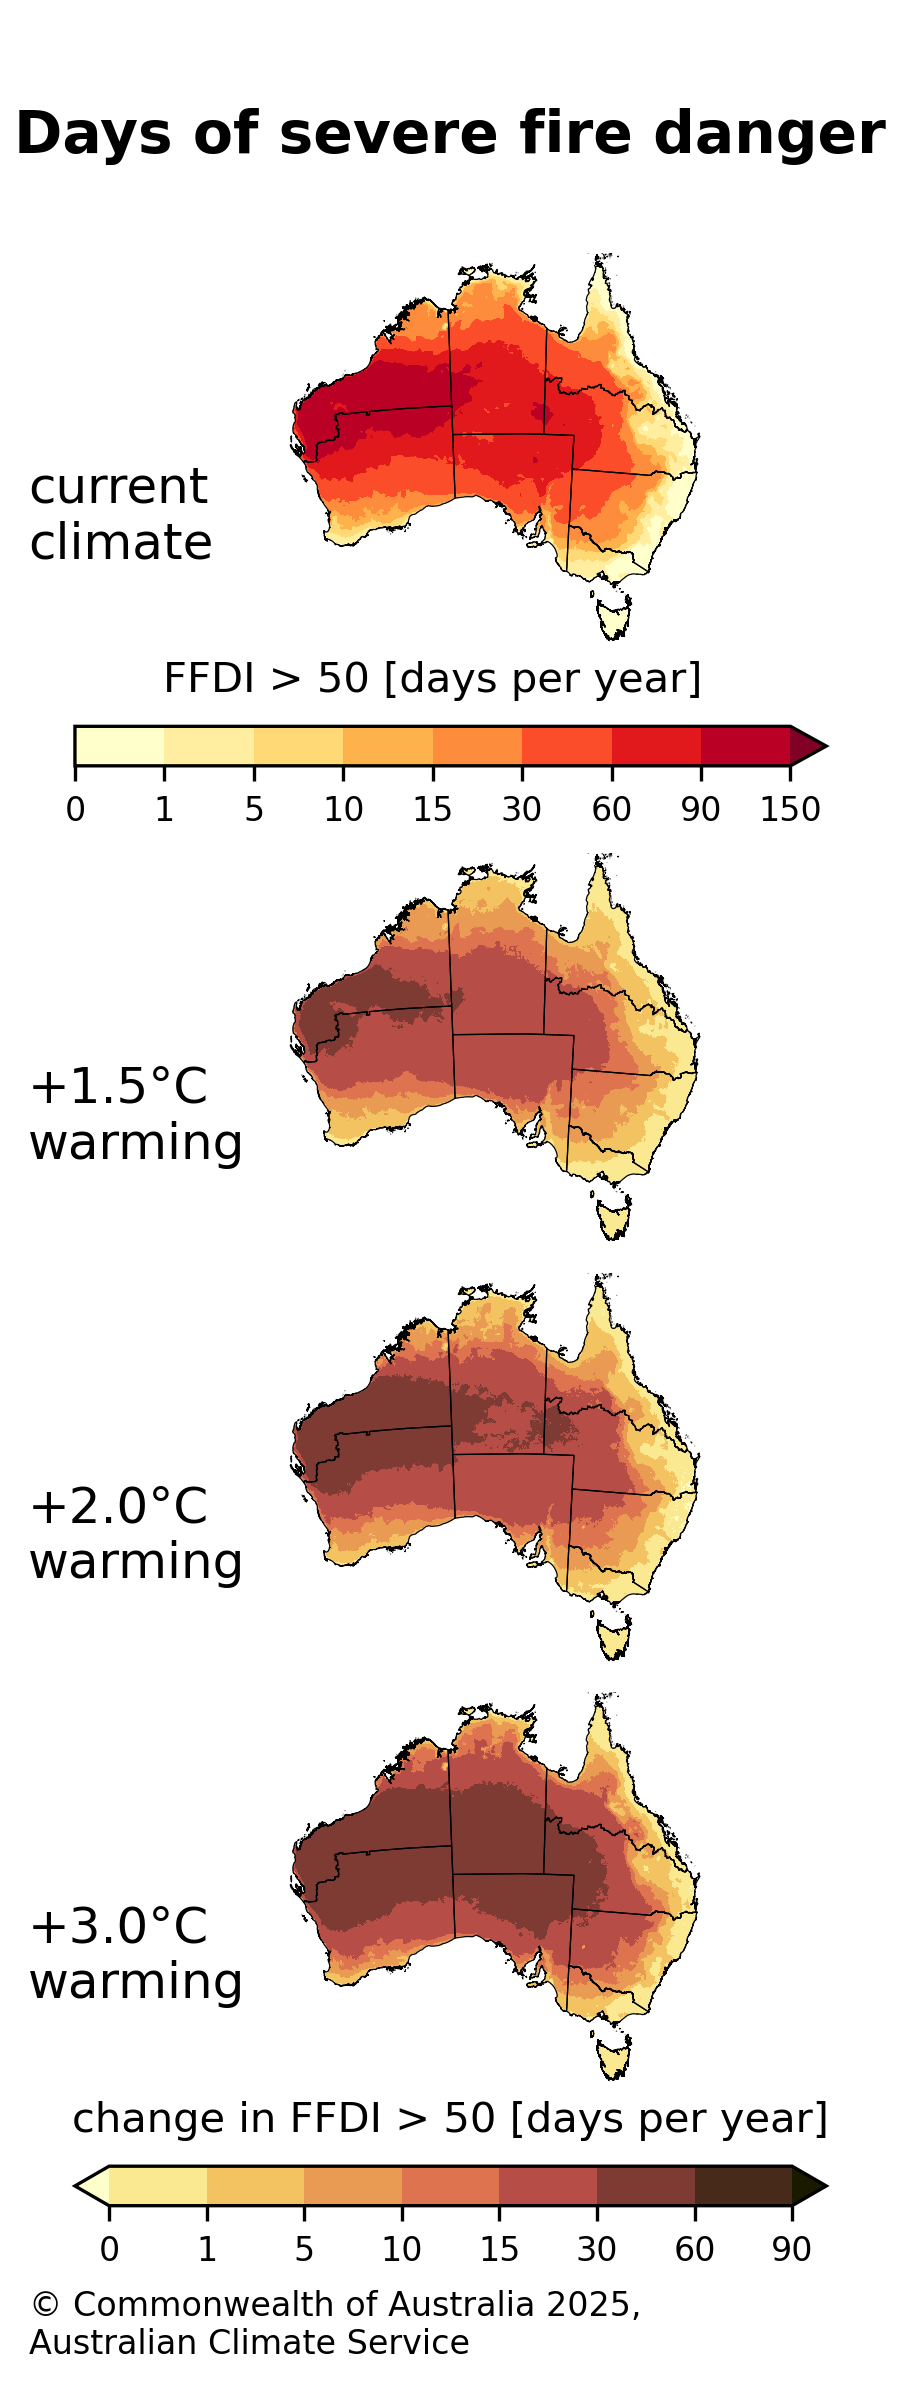 Days of severe fire danger
current
climate
FFDI > 50 [days per year]
0 1 5 10 15 30 60 90 150
+1.5°C
warming
+2.0°C
warming
+3.0°C
warming
change in FFDI > 50 [days per year]
0 1 5 10 15 30 60 90
© Commonwealth of Australia 2025,
Australian Climate Service